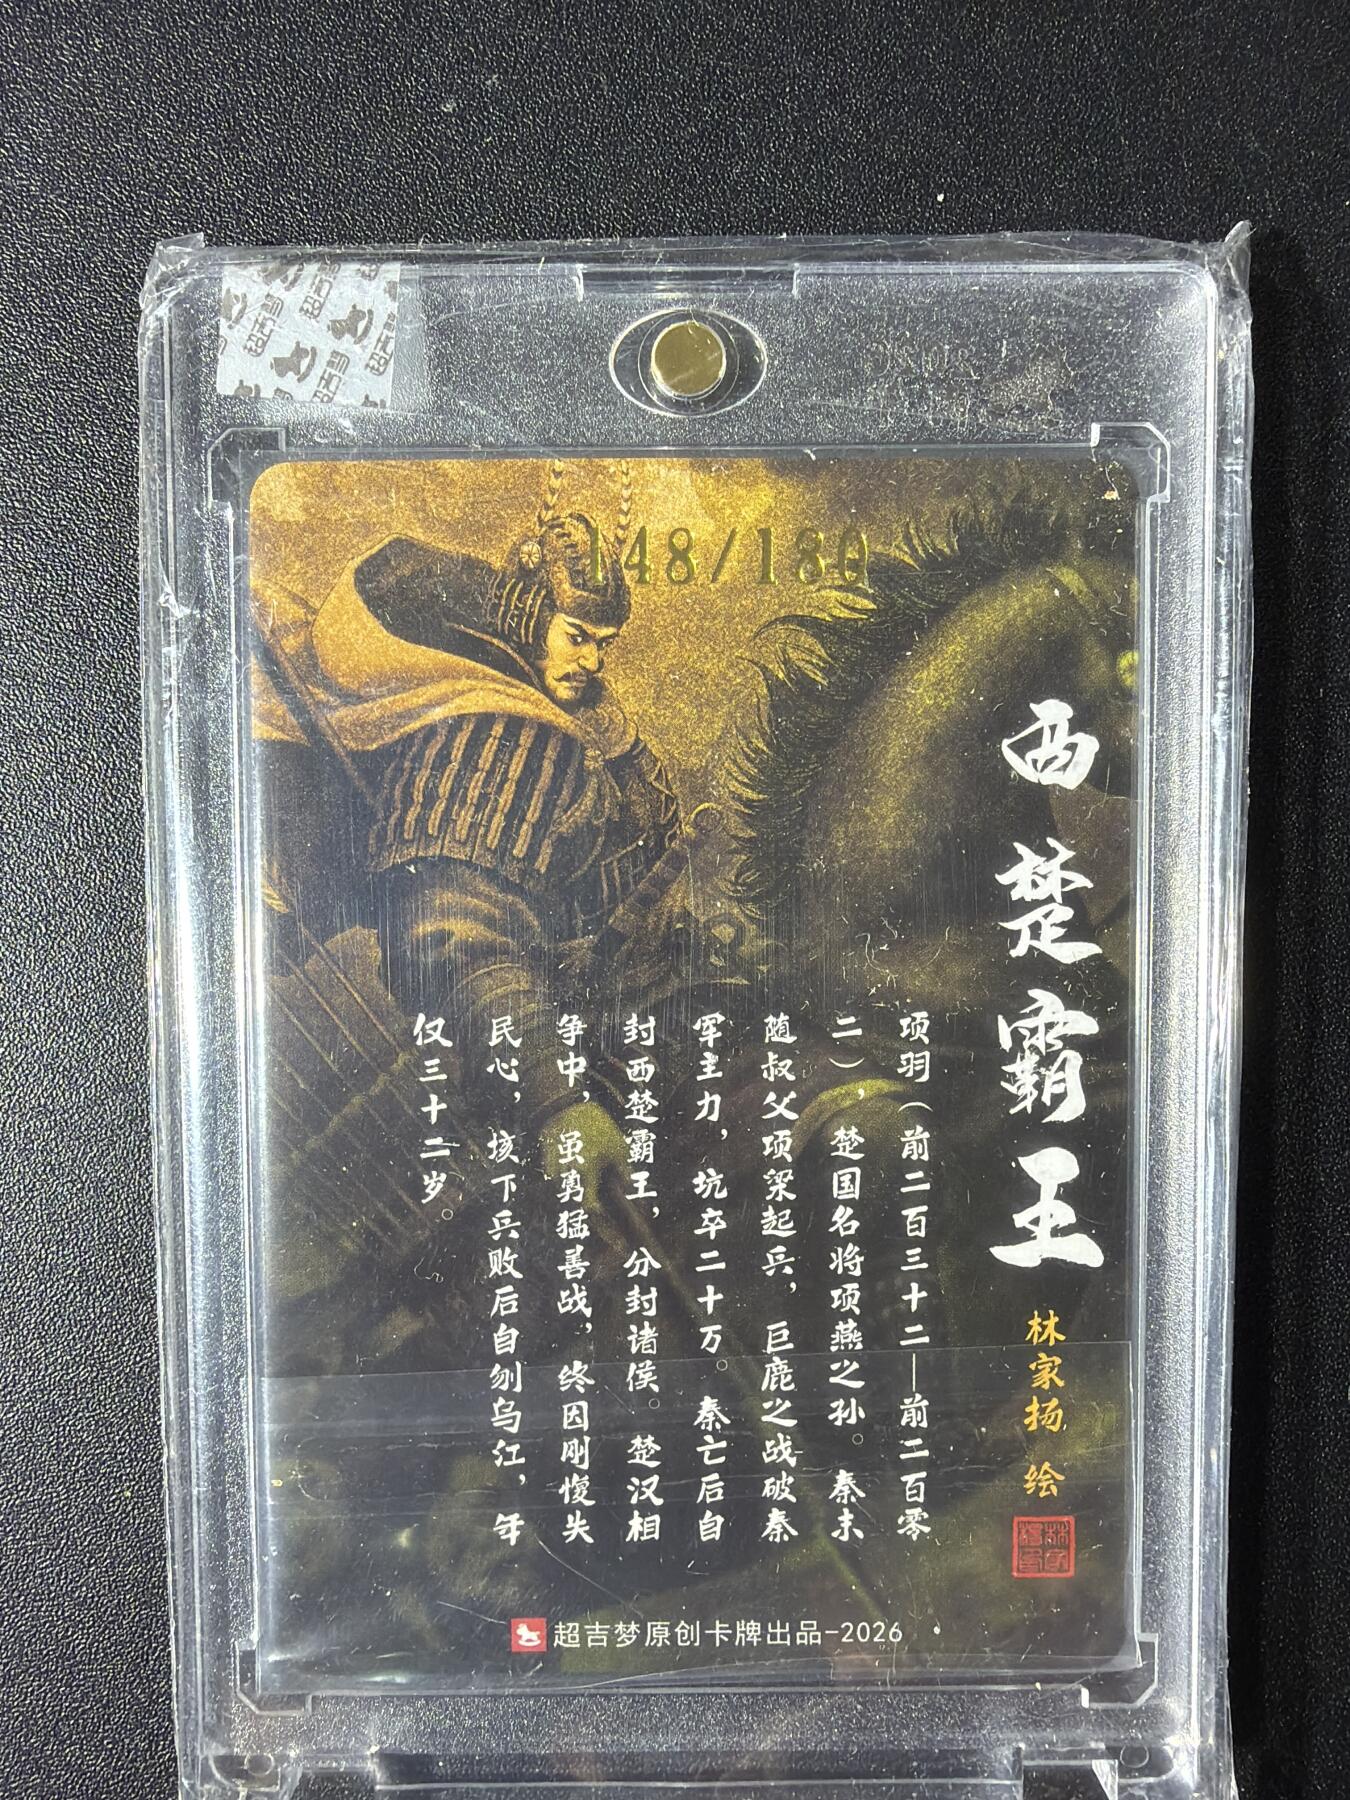 148/180
西楚霸王
林家扬 绘
项羽（前二百三十二—前二百零
二），楚国名将项燕之孙。秦末
随叔父项梁起兵，巨鹿之战破秦
军主力，坑卒二十万。秦亡后自
封西楚霸王，分封诸侯。楚汉相
争中，虽勇猛善战，终因刚愎失
民心，垓下兵败后自刎乌江，年
仅三十二岁。
超吉梦原创卡牌出品-2026